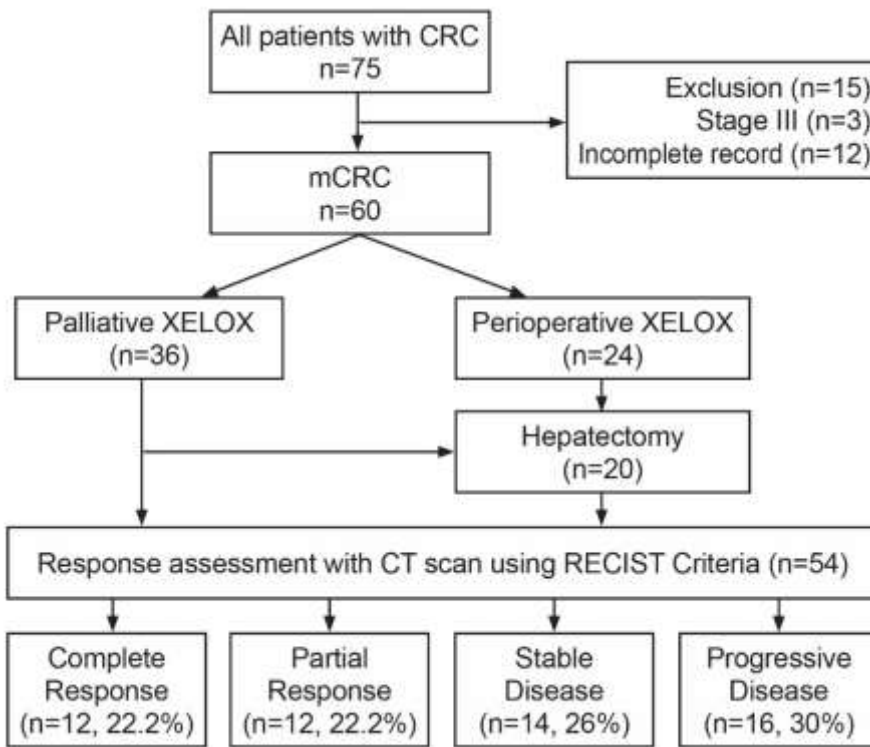 All patients with CRC
n=75
Exclusion (n=15)
Stage III (n=3)
Incomplete record (n=12)
mCRC
n=60
Palliative XELOX
(n=36)
Perioperative XELOX
(n=24)
Hepatectomy
(n=20)
Response assessment with CT scan using RECIST Criteria (n=54)
Complete
Response
(n=12, 22.2%)
Partial
Response
(n=12, 22.2%)
Stable
Disease
(n=14, 26%)
Progressive
Disease
(n=16, 30%)